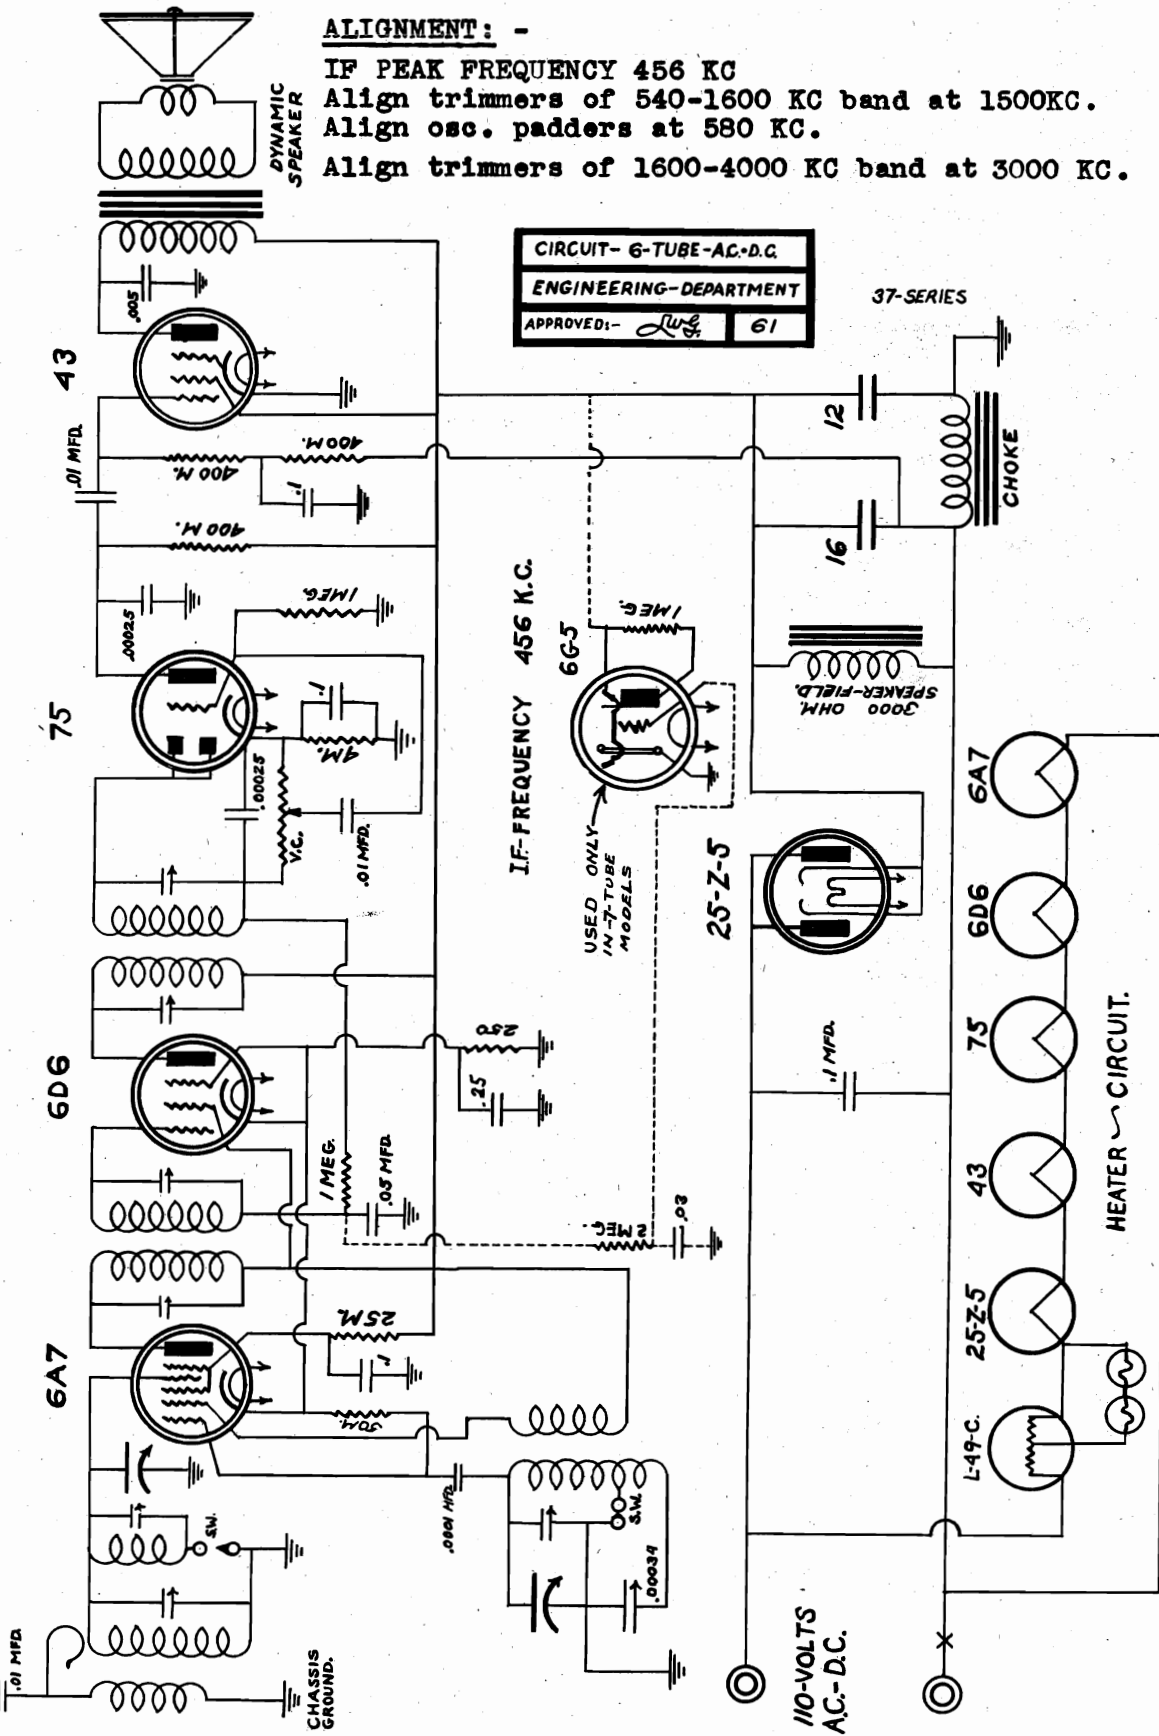 ALIGNMENT: -
IF PEAK FREQUENCY 456 KC
Align trimmers of 540-1600 KC band at 1500KC.
Align osc. padders at 580 KC.
Align trimmers of 1600-4000 KC band at 3000 KC.
DYNAMIC
SPEAKER
CIRCUIT- 6-TUBE-A.C.-D.C.
ENGINEERING-DEPARTMENT
APPROVED:-
61
37-SERIES
43
.005
.01 MFD.
400 M.
400 M.
.1
400 M.
12
16
CHOKE
75
.00025
1 MEG.
.1
.00025
V.C.
.01 MFD.
I.F.-FREQUENCY 456 K.C.
6G5
1 MEG.
USED ONLY
IN-7-TUBE
MODELS
3000 OHM.
SPEAKER-FIELD.
25-Z-5
6D6
250
.25
1 MEG.
.05 MFD.
2 MEG.
.03
.1 MFD.
6A7
25M.
.1
50M.
.0001 MFD.
S.W.
S.W.
.01 MFD.
CHASSIS
GROUND.
110-VOLTS
A.C.-D.C.
6A7
6D6
75
43
25-Z-5
L-49-C.
HEATER ~ CIRCUIT.